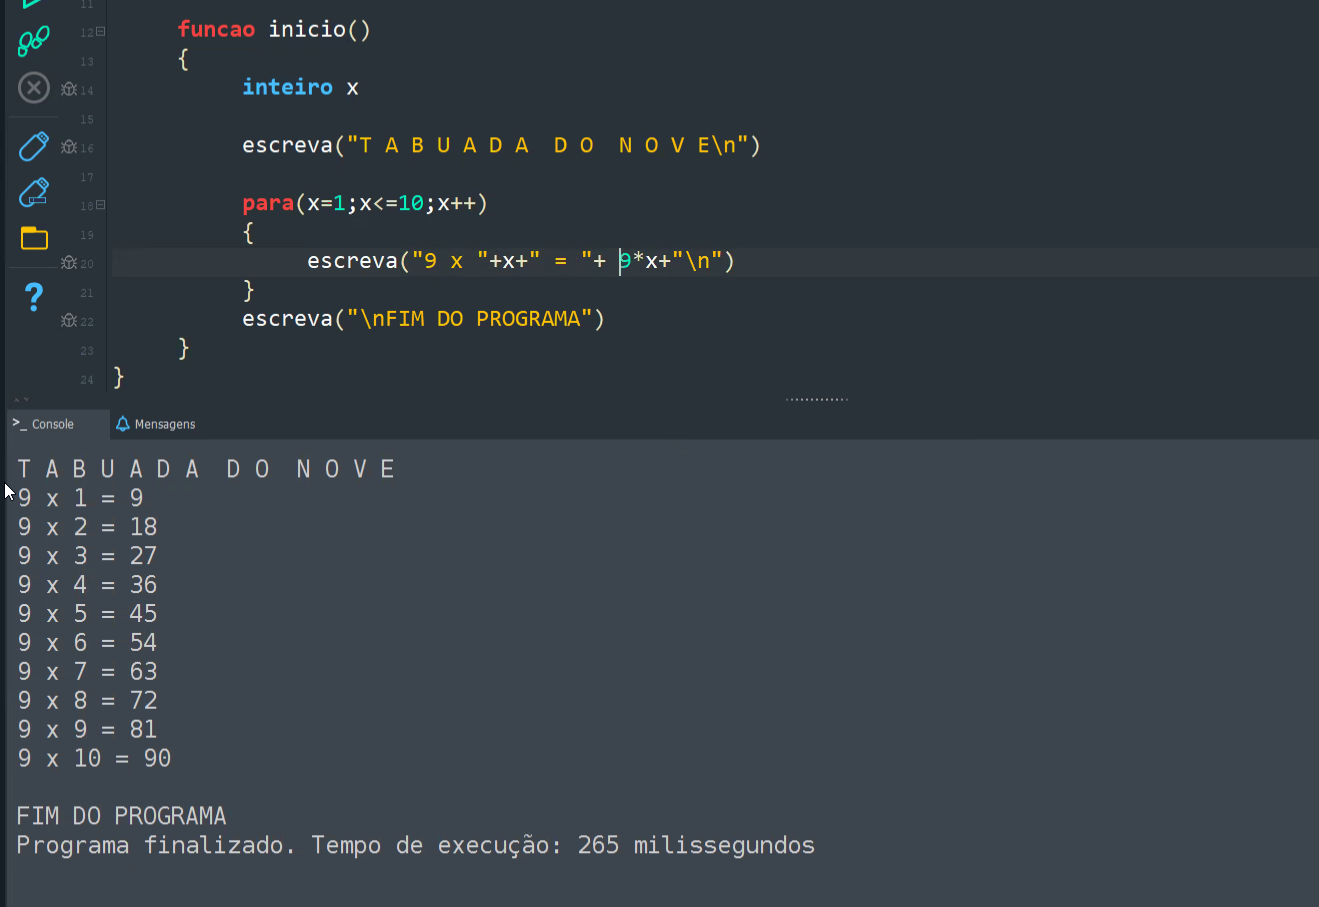 11
12 funcao inicio()
13 {
14 inteiro x
15
16 escreva("T A B U A D A  D O  N O V E\n")
17
18 para(x=1;x<=10;x++)
19 {
20 escreva("9 x "+x+" = "+ 9*x+"\n")
21 }
22 escreva("\nFIM DO PROGRAMA")
23 }
24 }
?
>_ Console Mensagens
T A B U A D A  D O  N O V E
9 x 1 = 9
9 x 2 = 18
9 x 3 = 27
9 x 4 = 36
9 x 5 = 45
9 x 6 = 54
9 x 7 = 63
9 x 8 = 72
9 x 9 = 81
9 x 10 = 90
FIM DO PROGRAMA
Programa finalizado. Tempo de execução: 265 milissegundos